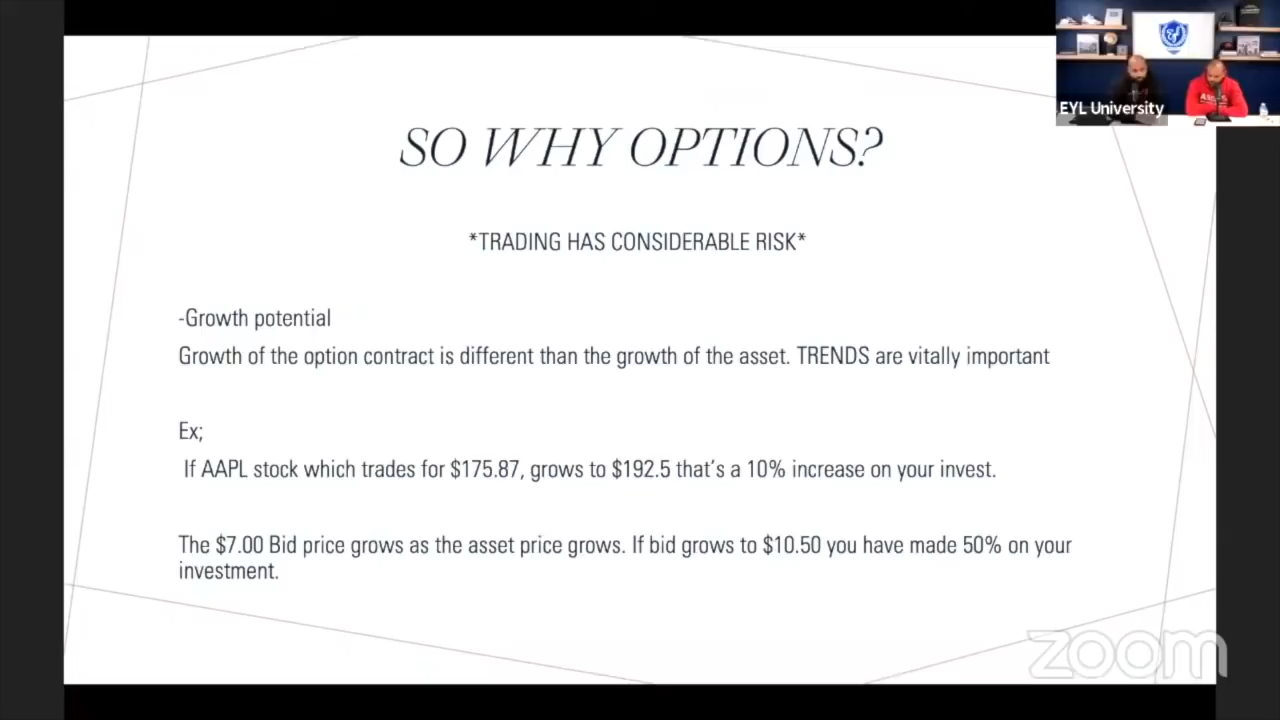 SO WHY OPTIONS?
*TRADING HAS CONSIDERABLE RISK*
-Growth potential
Growth of the option contract is different than the growth of the asset. TRENDS are vitally important
Ex;
If AAPL stock which trades for $175.87, grows to $192.5 that's a 10% increase on your invest.
The $7.00 Bid price grows as the asset price grows. If bid grows to $10.50 you have made 50% on your
investment.
EYL University
zoom